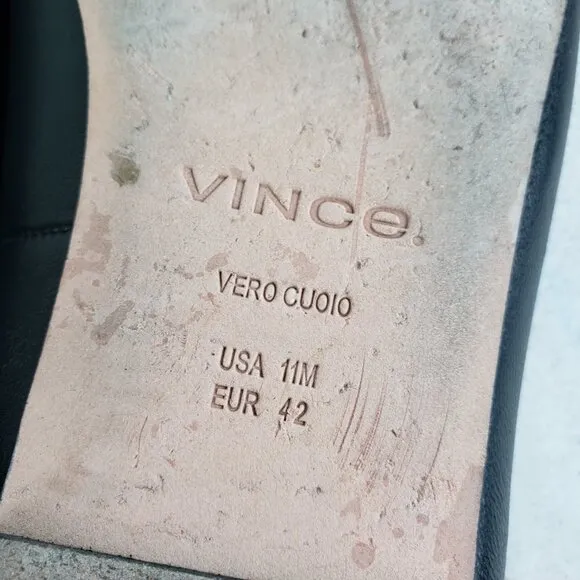 VINCe.
VERO CUOIO
USA 11M
EUR 42